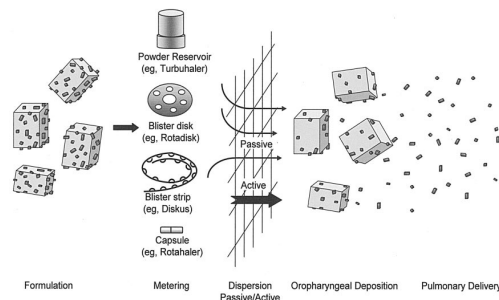 Powder Reservoir
(eg, Turbuhaler)
Blister disk
(eg, Rotadisk)
Passive
Active
Blister strip
(eg, Diskus)
Capsule
(eg, Rotahaler)
Formulation
Metering
Dispersion
Passive/Active
Oropharyngeal Deposition
Pulmonary Delivery